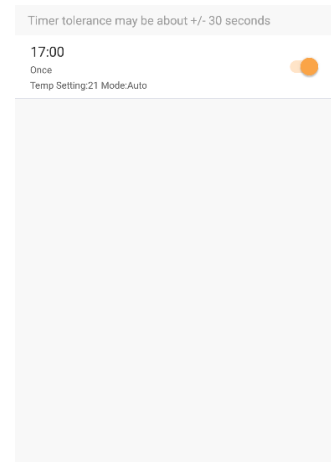 Timer tolerance may be about +/- 30 seconds
17:00
Once
Temp Setting:21 Mode:Auto